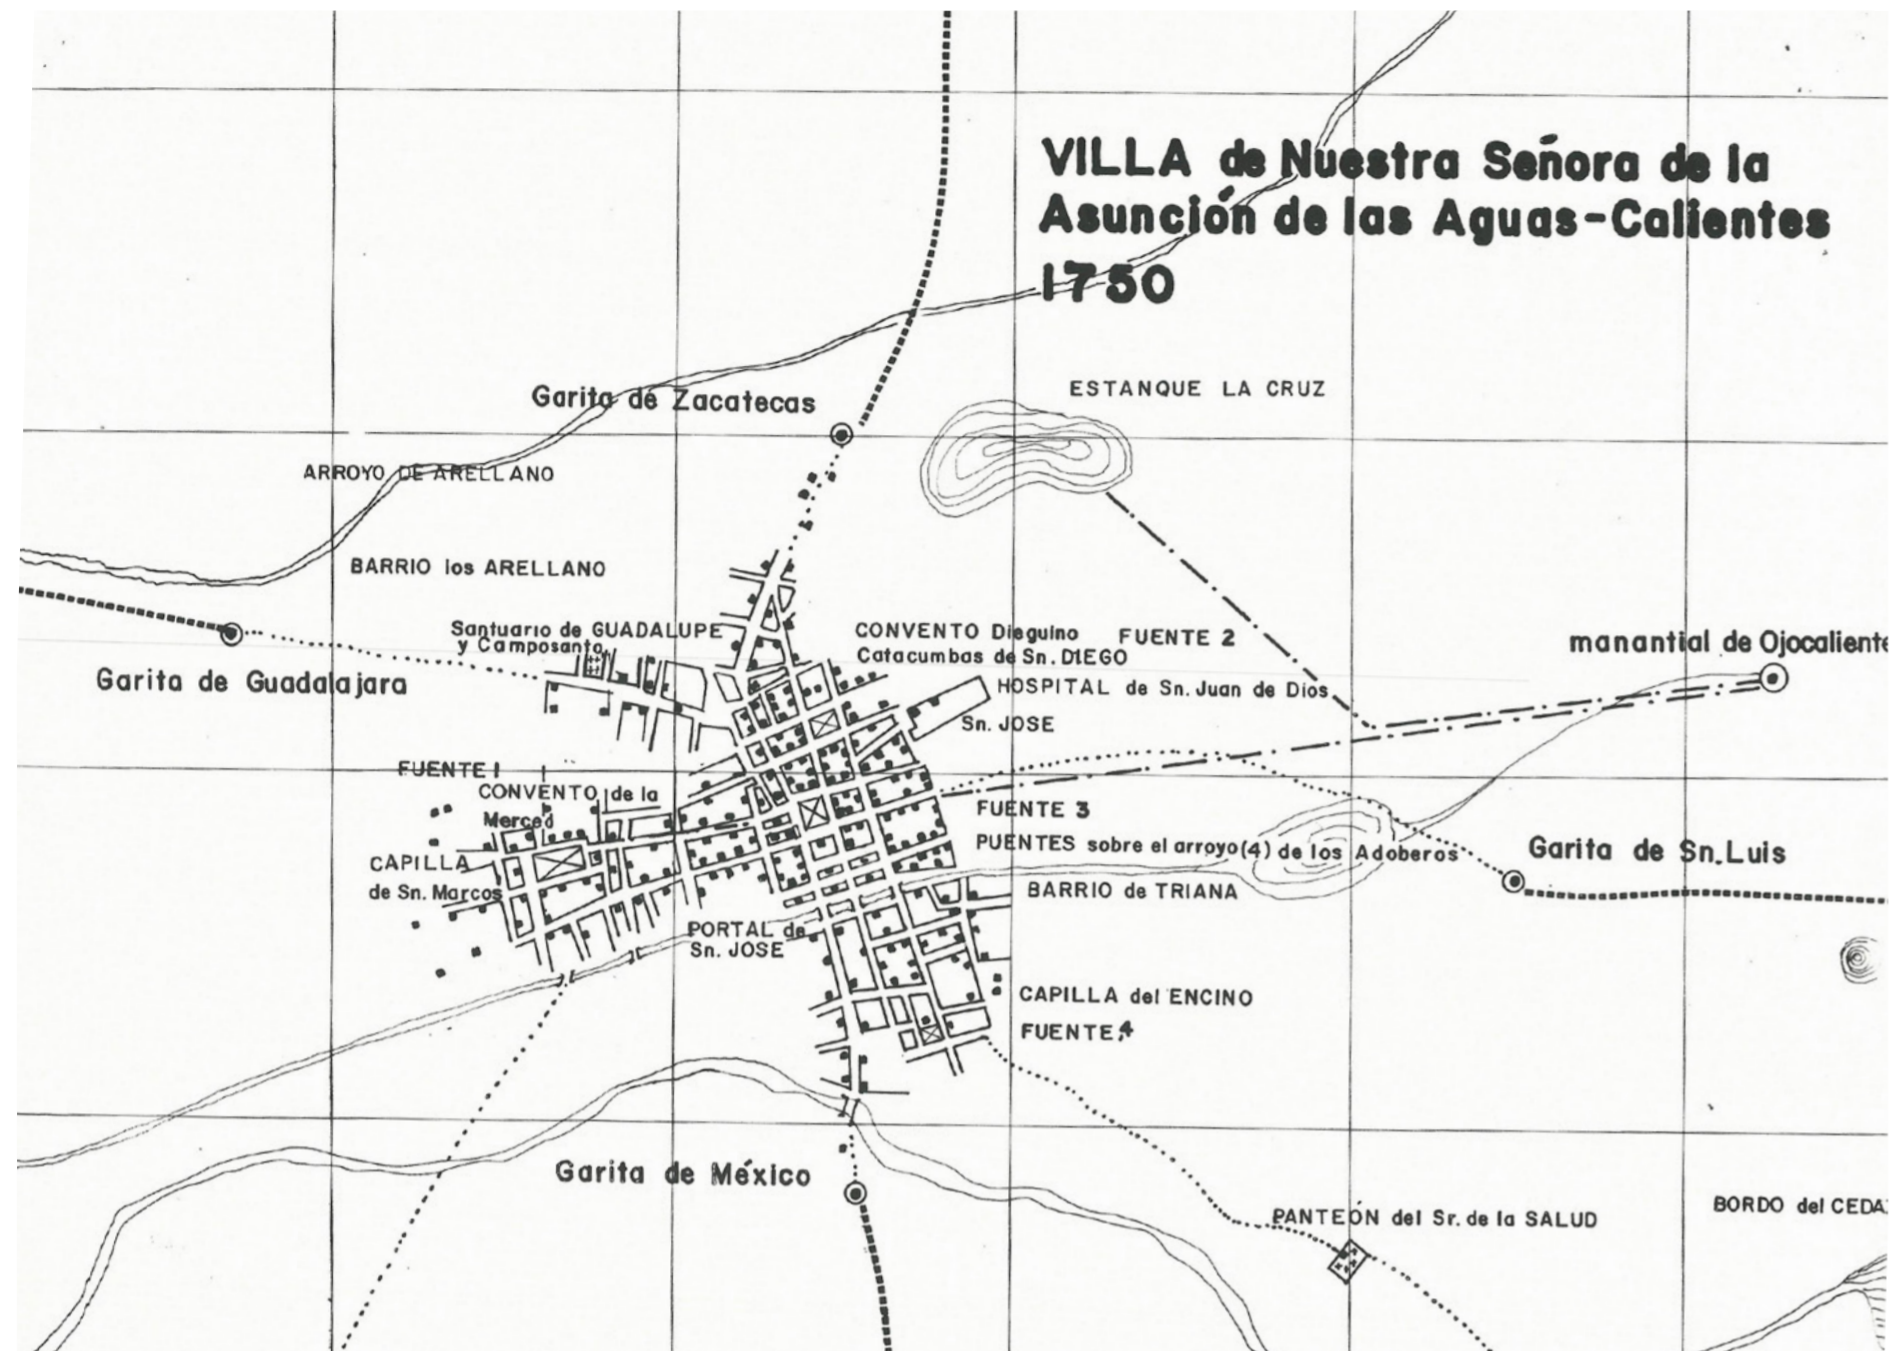 VILLA de Nuestra Señora de la
Asunción de las Aguas-Calientes
1750
ESTANQUE LA CRUZ
Garita de Zacatecas
ARROYO DE ARELLANO
BARRIO los ARELLANO
Santuario de GUADALUPE
y Camposanto
CONVENTO Dieguino
Catacumbas de Sn. DIEGO
FUENTE 2
manantial de Ojocaliente
Garita de Guadalajara
HOSPITAL de Sn. Juan de Dios
Sn. JOSE
FUENTE 1
CONVENTO de la
Merced
FUENTE 3
PUENTES sobre el arroyo (4) de los Adoberos
Garita de Sn. Luis
CAPILLA
de Sn. Marcos
BARRIO de TRIANA
PORTAL de
Sn. JOSE
CAPILLA del ENCINO
FUENTE 4
Garita de México
PANTEÓN del Sr. de la SALUD
BORDO del CEDA